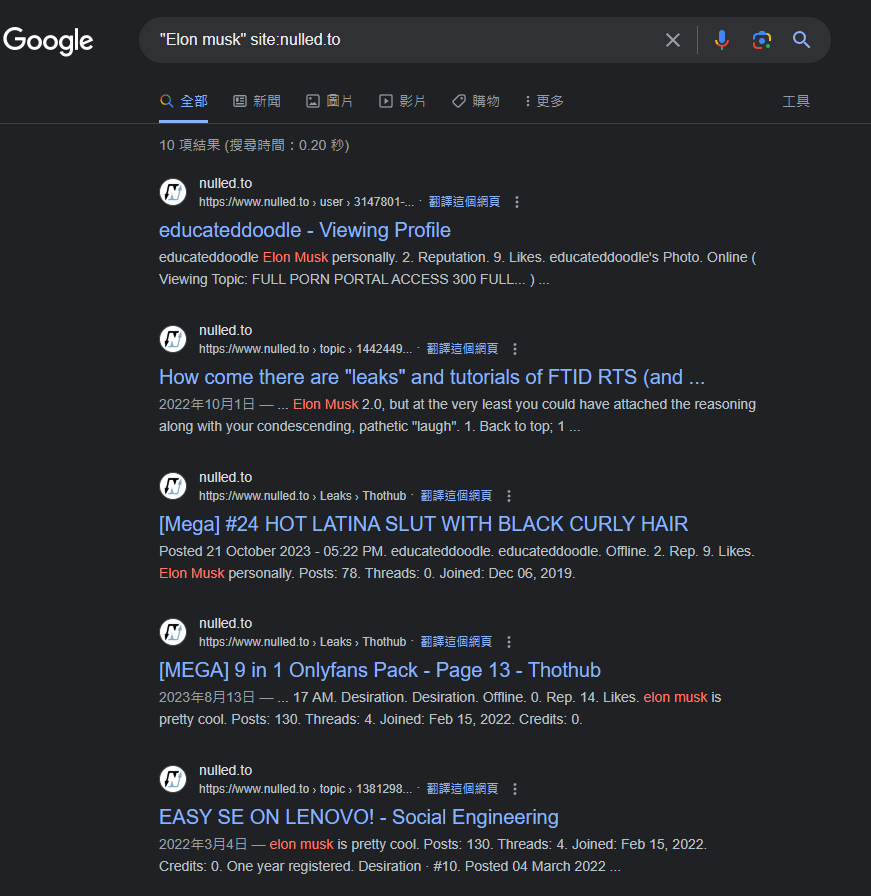 Google
"Elon musk" site:nulled.to
全部 新聞 圖片 影片 購物 更多 工具
10 項結果 (搜尋時間：0.20 秒)
nulled.to
https://www.nulled.to › user › 3147801-... · 翻譯這個網頁
educateddoodle - Viewing Profile
educateddoodle Elon Musk personally. 2. Reputation. 9. Likes. educateddoodle's Photo. Online (
Viewing Topic: FULL PORN PORTAL ACCESS 300 FULL... ) ...
nulled.to
https://www.nulled.to › topic › 1442449... · 翻譯這個網頁
How come there are "leaks" and tutorials of FTID RTS (and ...
2022年10月1日 — ... Elon Musk 2.0, but at the very least you could have attached the reasoning
along with your condescending, pathetic "laugh". 1. Back to top; 1 ...
nulled.to
https://www.nulled.to › Leaks › Thothub · 翻譯這個網頁
[Mega] #24 HOT LATINA SLUT WITH BLACK CURLY HAIR
Posted 21 October 2023 - 05:22 PM. educateddoodle. educateddoodle. Offline. 2. Rep. 9. Likes.
Elon Musk personally. Posts: 78. Threads: 0. Joined: Dec 06, 2019.
nulled.to
https://www.nulled.to › Leaks › Thothub · 翻譯這個網頁
[MEGA] 9 in 1 Onlyfans Pack - Page 13 - Thothub
2023年8月13日 — ... 17 AM. Desiration. Desiration. Offline. 0. Rep. 14. Likes. elon musk is
pretty cool. Posts: 130. Threads: 4. Joined: Feb 15, 2022. Credits: 0.
nulled.to
https://www.nulled.to › topic › 1381298... · 翻譯這個網頁
EASY SE ON LENOVO! - Social Engineering
2022年3月4日 — elon musk is pretty cool. Posts: 130. Threads: 4. Joined: Feb 15, 2022.
Credits: 0. One year registered. Desiration · #10. Posted 04 March 2022 ...